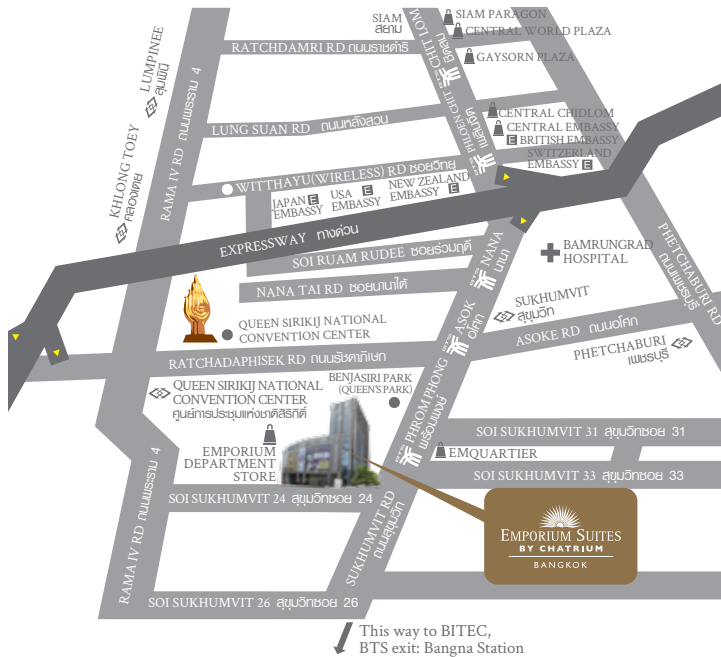 SIAM
สยาม
SIAM PARAGON
CENTRAL WORLD PLAZA
GAYSORN PLAZA
RATCHDAMRI RD ถนนราชดำริ
CHIT LOM
ชิดลม
LUMPINEE
ลุมพินี
RAMA IV RD ถนนพระราม 4
LUNG SUAN RD ถนนหลังสวน
PHLOEN CHIT
เพลินจิต
CENTRAL CHIDLOM
CENTRAL EMBASSY
E BRITISH EMBASSY
SWITZERLAND
EMBASSY E
KHLONG TOEY
คลองเตย
WITTHAYU(WIRELESS) RD ซอยวิทยุ
JAPAN E
EMBASSY
USA E
EMBASSY
NEW ZEALAND
EMBASSY E
EXPRESSWAY ทางด่วน
SOI RUAM RUDEE ซอยร่วมฤดี
NANA TAI RD ซอยนานาใต้
NANA
นานา
BAMRUNGRAD
HOSPITAL
PHETCHABURI RD
ถนนเพชรบุรี
QUEEN SIRIKIJ NATIONAL
CONVENTION CENTER
ASOK
อโศก
SUKHUMVIT
สุขุมวิท
ASOKE RD ถนนอโศก
PHETCHABURI
เพชรบุรี
RATCHADAPHISEK RD ถนนรัชดาภิเษก
QUEEN SIRIKIJ NATIONAL
CONVENTION CENTER
ศูนย์การประชุมแห่งชาติสิริกิติ์
BENJASIRI PARK
(QUEEN'S PARK)
PHROM PHONG
พร้อมพงษ์
SOI SUKHUMVIT 31 สุขุมวิทซอย 31
EMPORIUM
DEPARTMENT
STORE
EMQUARTIER
SOI SUKHUMVIT 33 สุขุมวิทซอย 33
RAMA IV RD ถนนพระราม 4
SOI SUKHUMVIT 24 สุขุมวิทซอย 24
SUKHUMVIT RD
ถนนสุขุมวิท
EMPORIUM SUITES
BY CHATRIUM
BANGKOK
SOI SUKHUMVIT 26 สุขุมวิทซอย 26
This way to BITEC,
BTS exit: Bangna Station